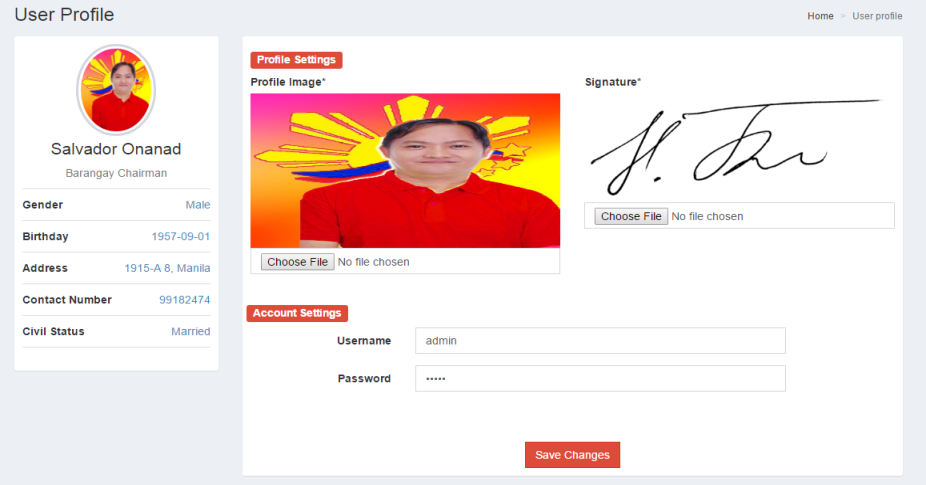 User Profile
Home > User profile
Salvador Onanad
Barangay Chairman
Gender Male
Birthday 1957-09-01
Address 1915-A 8, Manila
Contact Number 99182474
Civil Status Married
Profile Settings
Profile Image*
Choose File No file chosen
Signature*
Choose File No file chosen
Account Settings
Username admin
Password •••••
Save Changes